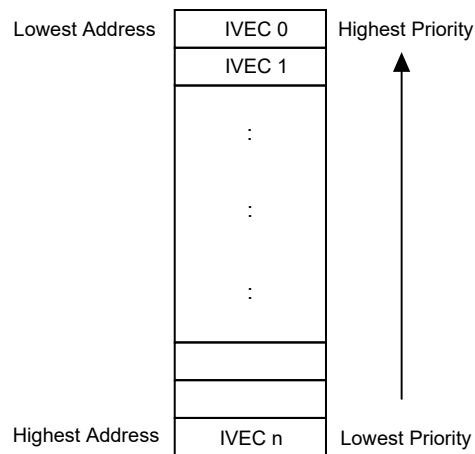 Lowest Address IVEC 0 Highest Priority
IVEC 1
:
:
:
Highest Address IVEC n Lowest Priority